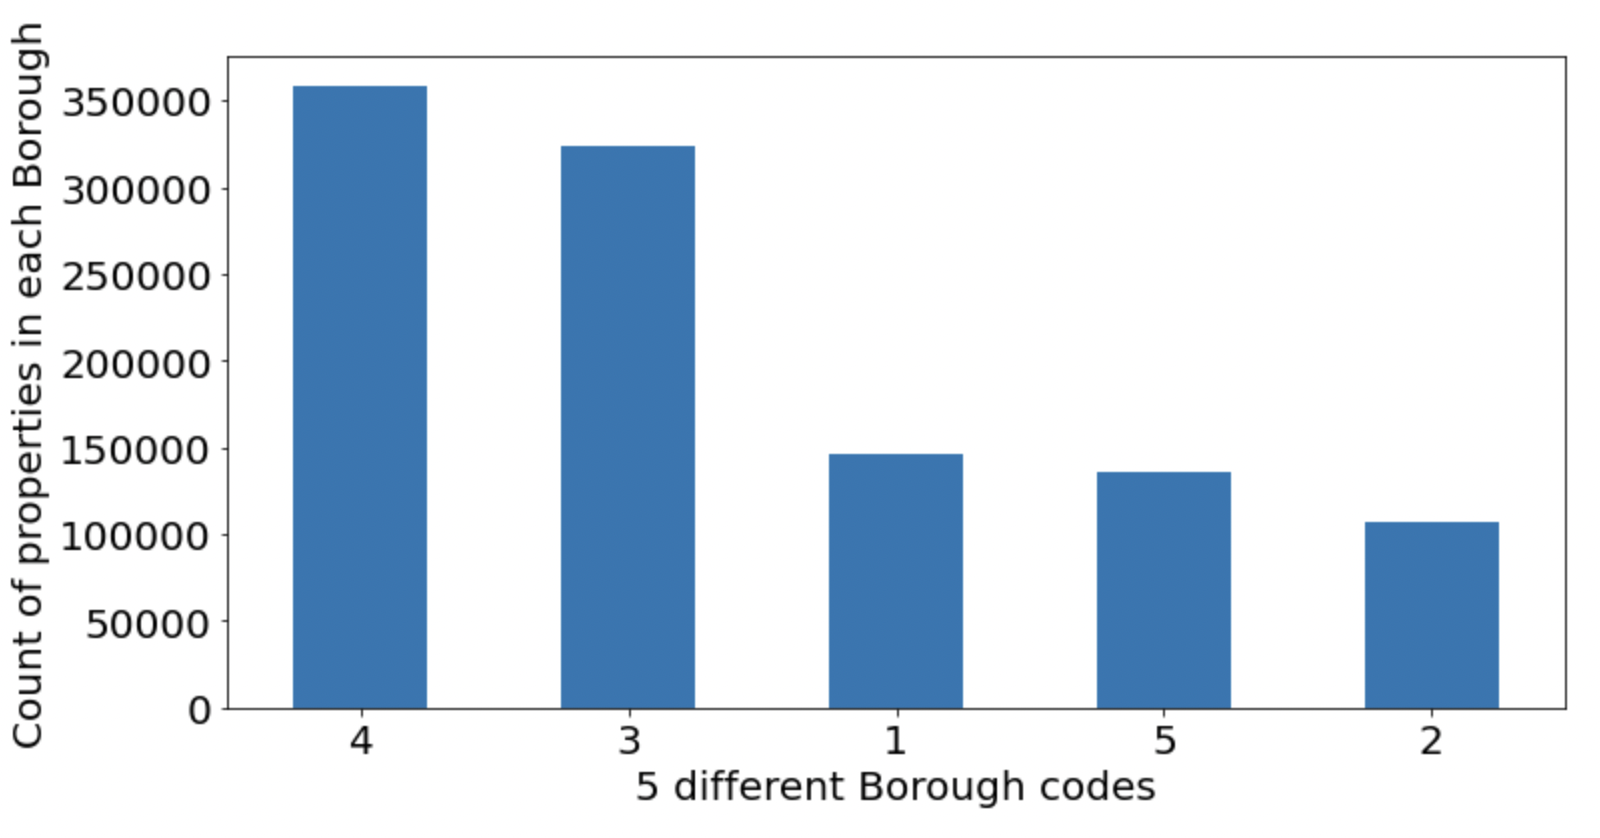 Count of properties in each Borough
350000
300000
250000
200000
150000
100000
50000
0
4 3 1 5 2
5 different Borough codes